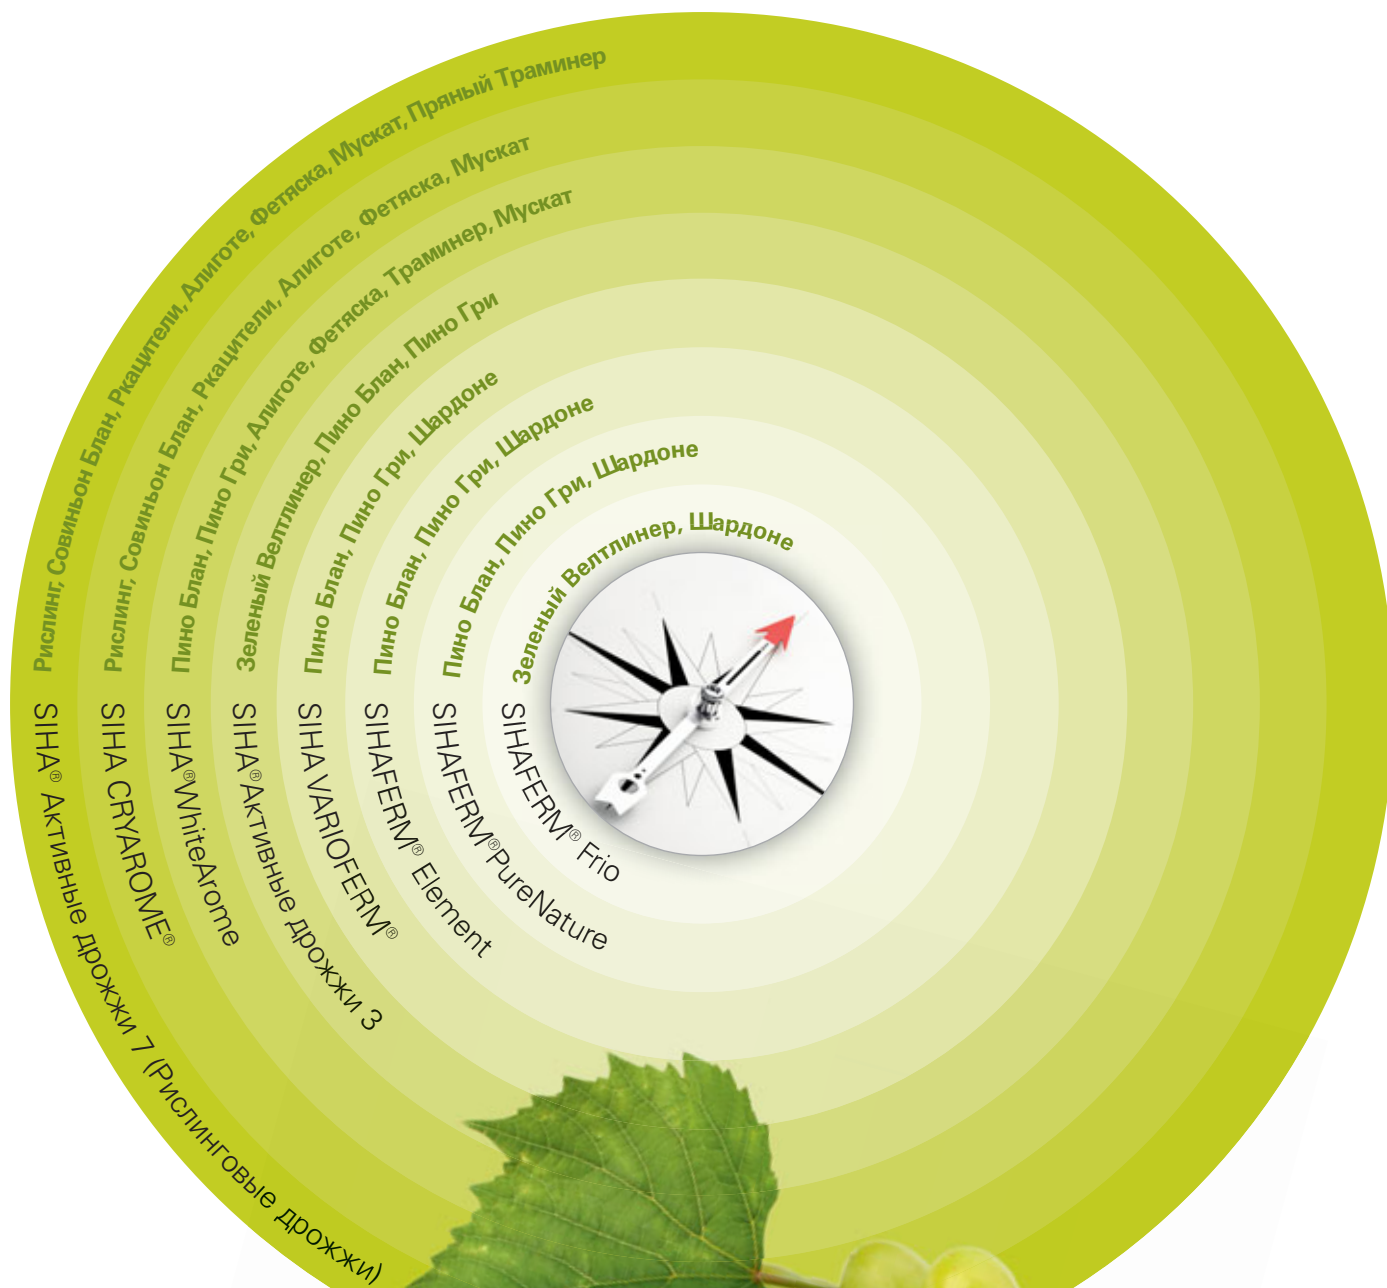 Рислинг, Совиньон Блан, Ркацители, Алиготе, Фетяска, Мускат, Пряный Траминер
SIHA® Активные дрожжи 7 (Рислинговые дрожжи)
Рислинг, Совиньон Блан, Ркацители, Алиготе, Фетяска, Мускат
SIHA CRYAROME®
Пино Блан, Пино Гри, Алиготе, Фетяска, Траминер, Мускат
SIHA®WhiteArome
Зеленый Велтлинер, Пино Блан, Пино Гри
SIHA®Активные дрожжи 3
Пино Блан, Пино Гри, Шардоне
SIHA VARIOFERM®
Пино Блан, Пино Гри, Шардоне
SIHAFERM® Element
Пино Блан, Пино Гри, Шардоне
SIHAFERM®PureNature
Зеленый Велтлинер, Шардоне
SIHAFERM® Frio